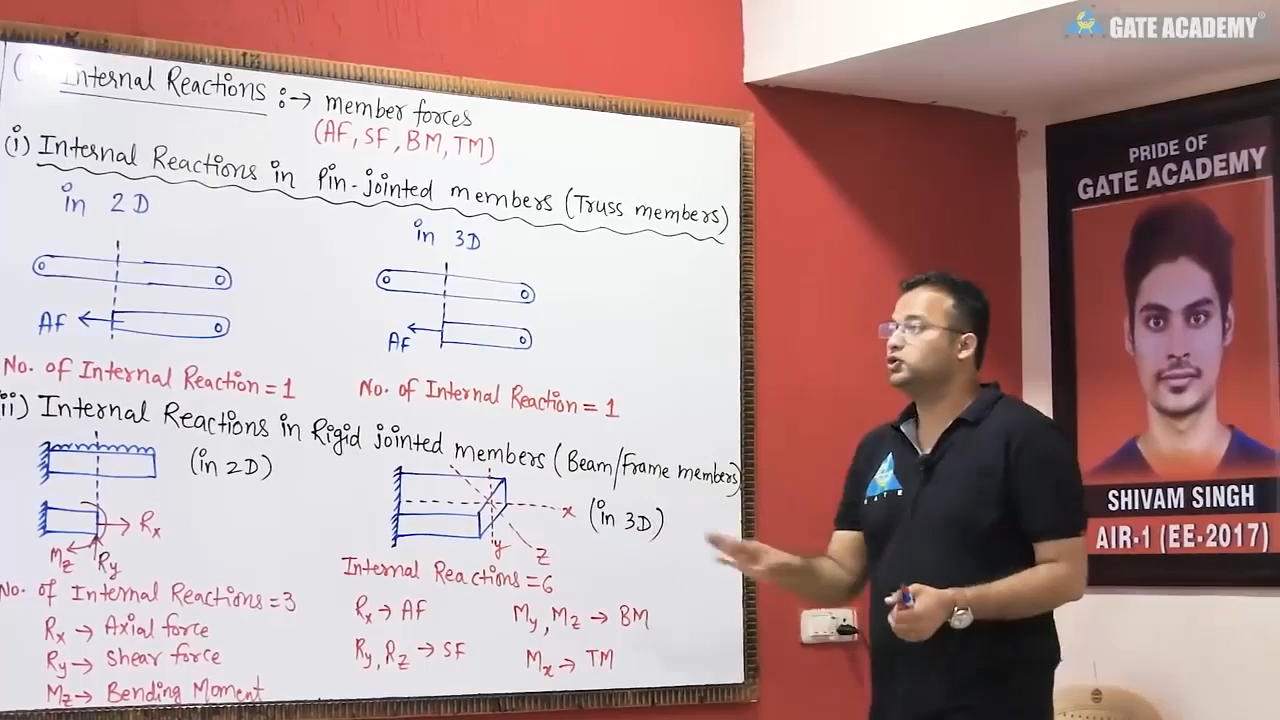 Internal Reactions :→ member forces
(AF, SF, BM, TM)
(i) Internal Reactions in Pin-jointed members (Truss members)
in 2D
in 3D
AF
AF
No. of Internal Reaction = 1
No. of Internal Reaction = 1
ii) Internal Reactions in Rigid jointed members (Beam/Frame members)
(in 2D)
(in 3D)
Rx
Mz
Ry
x
y
z
No. of Internal Reactions = 3
Rx → Axial force
Ry → Shear force
Mz → Bending Moment
Internal Reactions = 6
Rx → AF
My, Mz → BM
Ry, Rz → SF
Mx → TM
GATE
GATE ACADEMY®
PRIDE OF
GATE ACADEMY
SHIVAM SINGH
AIR-1 (EE-2017)